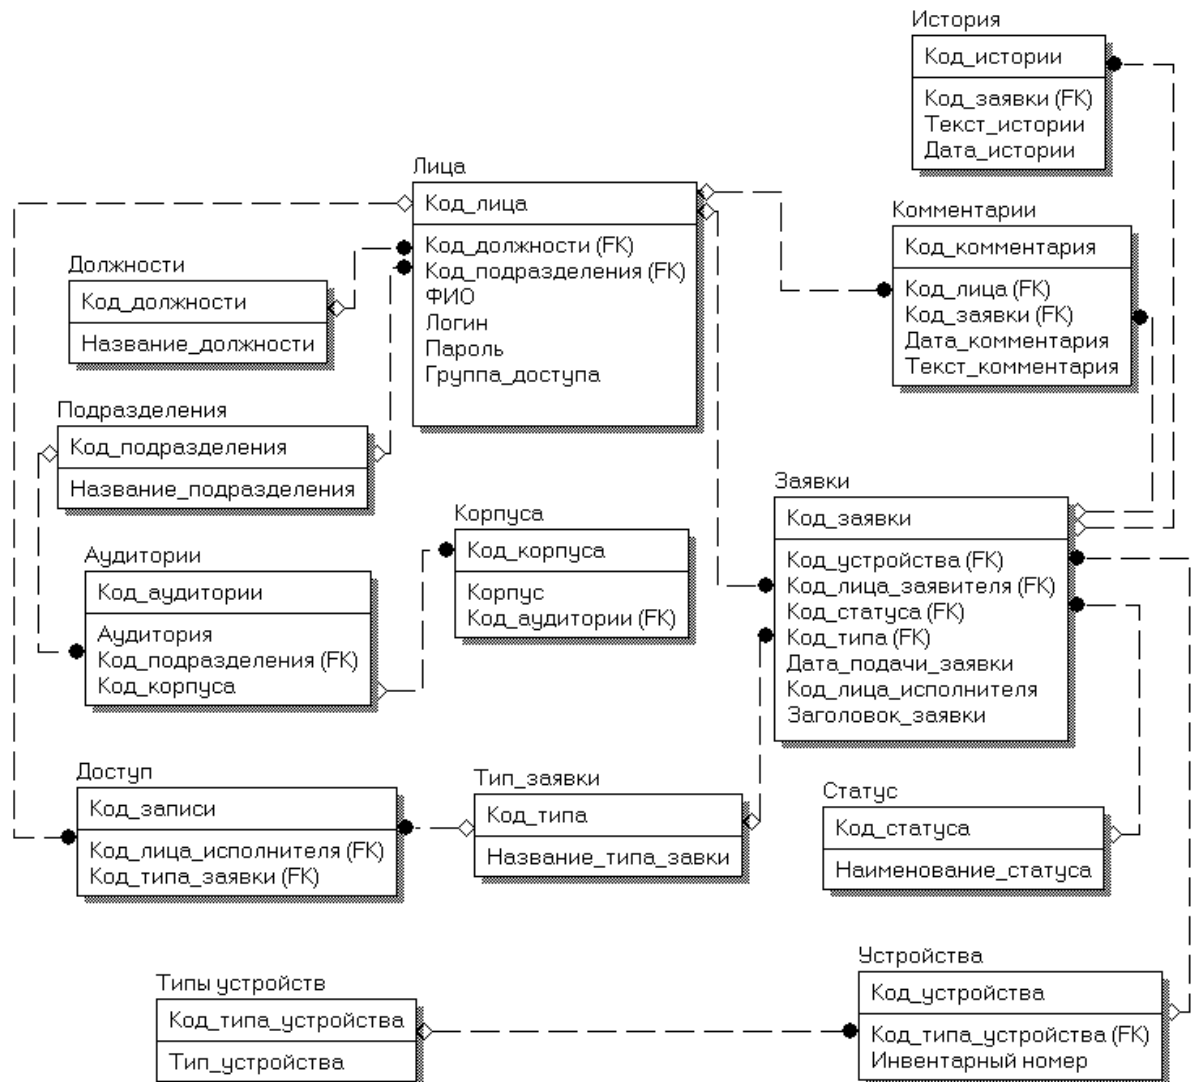 История
Код_истории
Код_заявки (FK)
Текст_истории
Дата_истории
Лица
Код_лица
Код_должности (FK)
Код_подразделения (FK)
ФИО
Логин
Пароль
Группа_доступа
Комментарии
Код_комментария
Код_лица (FK)
Код_заявки (FK)
Дата_комментария
Текст_комментария
Должности
Код_должности
Название_должности
Подразделения
Код_подразделения
Название_подразделения
Корпуса
Код_корпуса
Корпус
Код_аудитории (FK)
Заявки
Код_заявки
Код_устройства (FK)
Код_лица_заявителя (FK)
Код_статуса (FK)
Код_типа (FK)
Дата_подачи_заявки
Код_лица_исполнителя
Заголовок_заявки
Аудитории
Код_аудитории
Аудитория
Код_подразделения (FK)
Код_корпуса
Доступ
Код_записи
Код_лица_исполнителя (FK)
Код_типа_заявки (FK)
Тип_заявки
Код_типа
Название_типа_завки
Статус
Код_статуса
Наименование_статуса
Типы устройств
Код_типа_устройства
Тип_устройства
Устройства
Код_устройства
Код_типа_устройства (FK)
Инвентарный номер